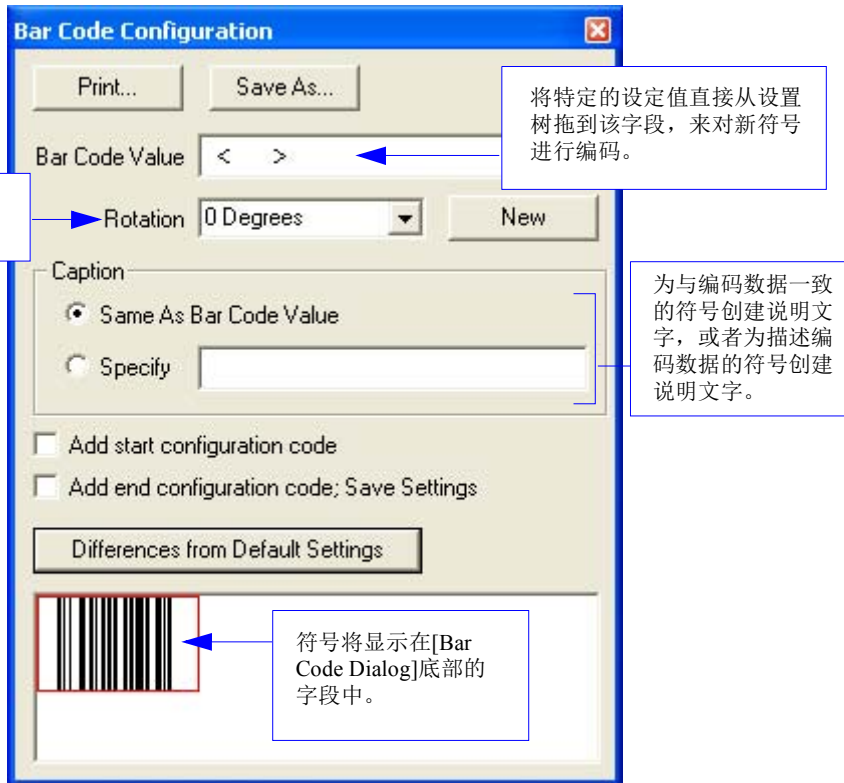 Bar Code Configuration
Print...
Save As...
将特定的设定值直接从设置
树拖到该字段，来对新符号
进行编码。
Bar Code Value
< >
Rotation
0 Degrees
New
Caption
Same As Bar Code Value
Specify
为与编码数据一致
的符号创建说明文
字，或者为描述编
码数据的符号创建
说明文字。
Add start configuration code
Add end configuration code; Save Settings
Differences from Default Settings
符号将显示在[Bar
Code Dialog]底部的
字段中。